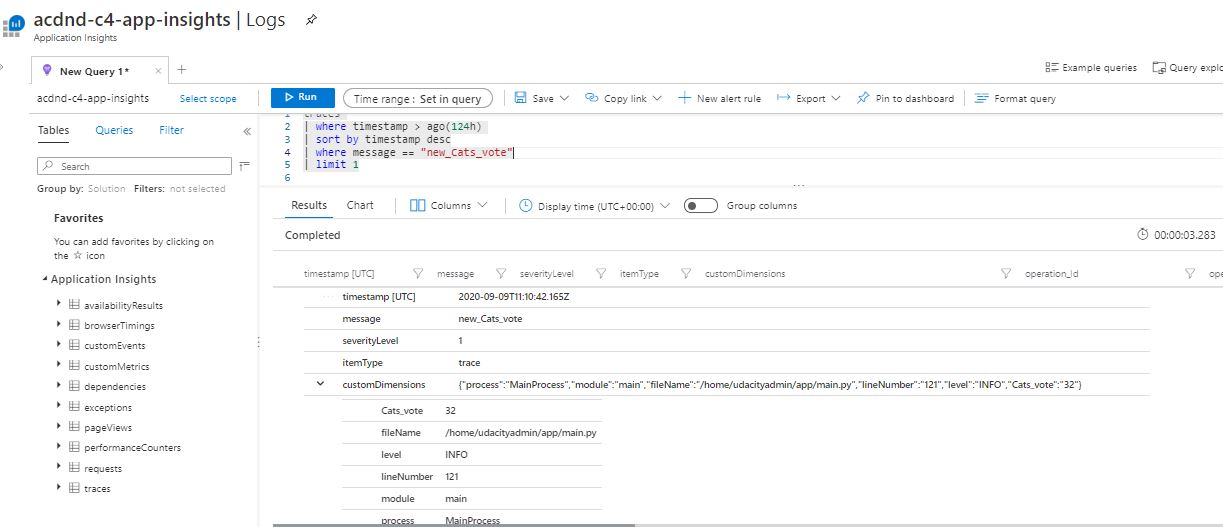 acdnd-c4-app-insights | Logs
Application Insights
New Query 1*
Example queries
Query explo
acdnd-c4-app-insights
Select scope
Run
Time range : Set in query
Save
Copy link
New alert rule
Export
Pin to dashboard
Format query
Tables
Queries
Filter
Search
Group by: Solution Filters: not selected
Favorites
You can add favorites by clicking on
the ☆ icon
Application Insights
availabilityResults
browserTimings
customEvents
customMetrics
dependencies
exceptions
pageViews
performanceCounters
requests
traces
traces
2 | where timestamp > ago(124h)
3 | sort by timestamp desc
4 | where message == "new_Cats_vote"
5 | limit 1
6
Results
Chart
Columns
Display time (UTC+00:00)
Group columns
Completed
00:00:03.283
timestamp [UTC] message severityLevel itemType customDimensions operation_Id ope
timestamp [UTC] 2020-09-09T11:10:42.165Z
message new_Cats_vote
severityLevel 1
itemType trace
customDimensions {"process":"MainProcess","module":"main","fileName":"/home/udacityadmin/app/main.py","lineNumber":"121","level":"INFO","Cats_vote":"32"}
Cats_vote 32
fileName /home/udacityadmin/app/main.py
level INFO
lineNumber 121
module main
process MainProcess